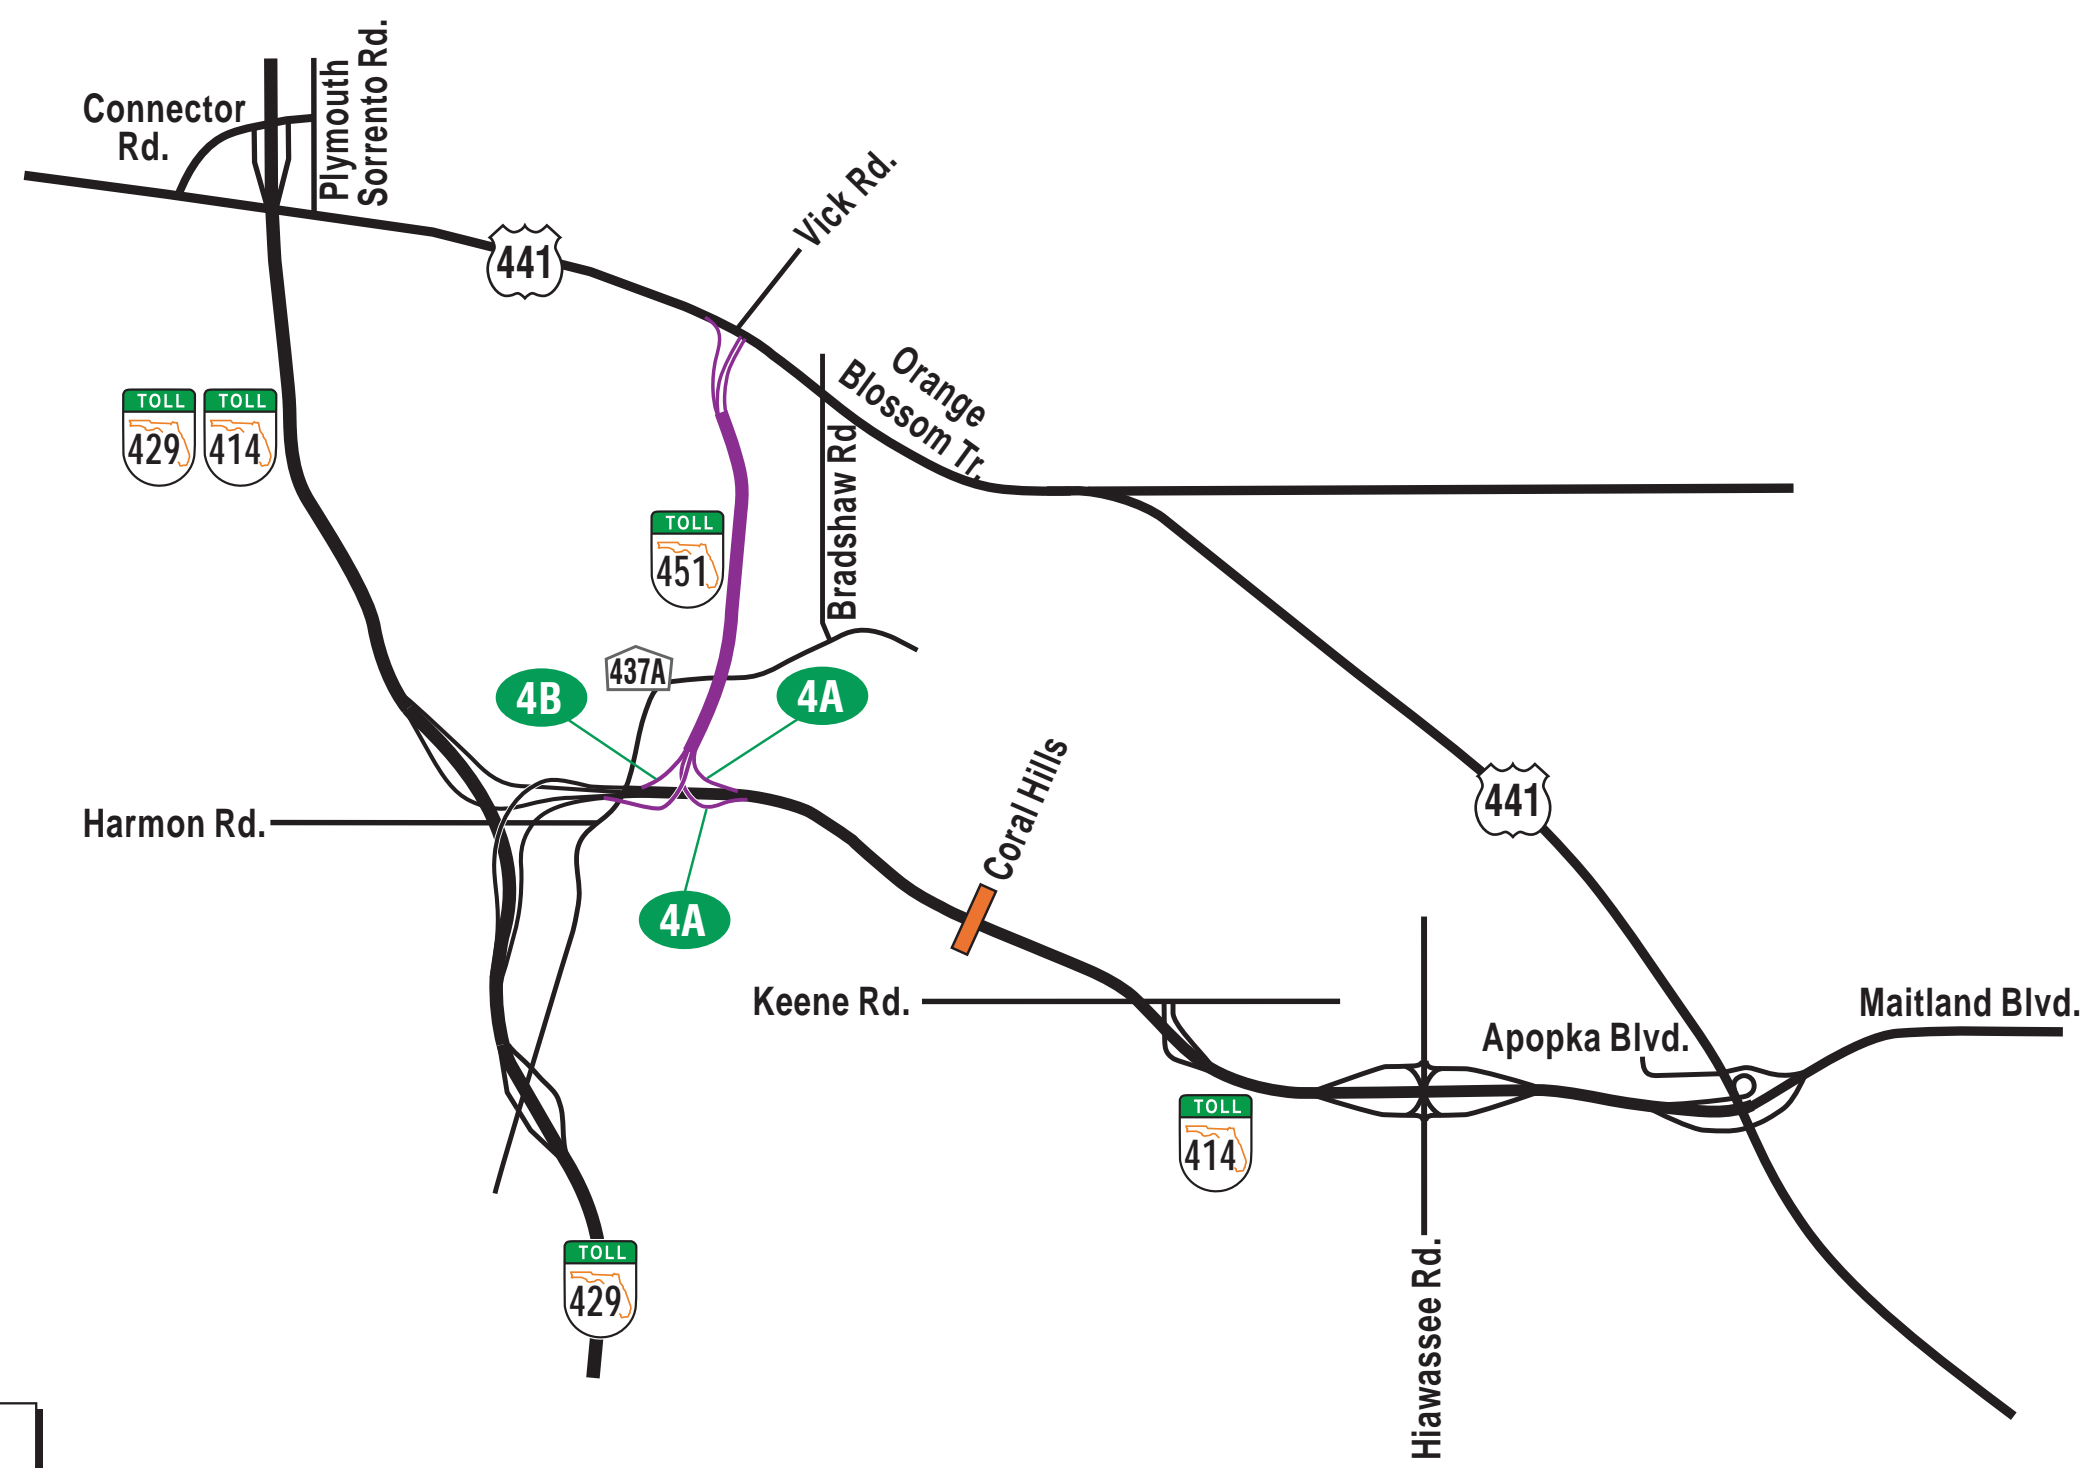 Connector
Rd.
Plymouth
Sorrento Rd.
441
Vick Rd.
Orange
Blossom Tr.
TOLL
429
TOLL
414
Bradshaw Rd
TOLL
451
437A
4B
4A
Coral Hills
441
Harmon Rd.
4A
Keene Rd.
Maitland Blvd.
Apopka Blvd.
TOLL
414
TOLL
429
Hiawassee Rd.